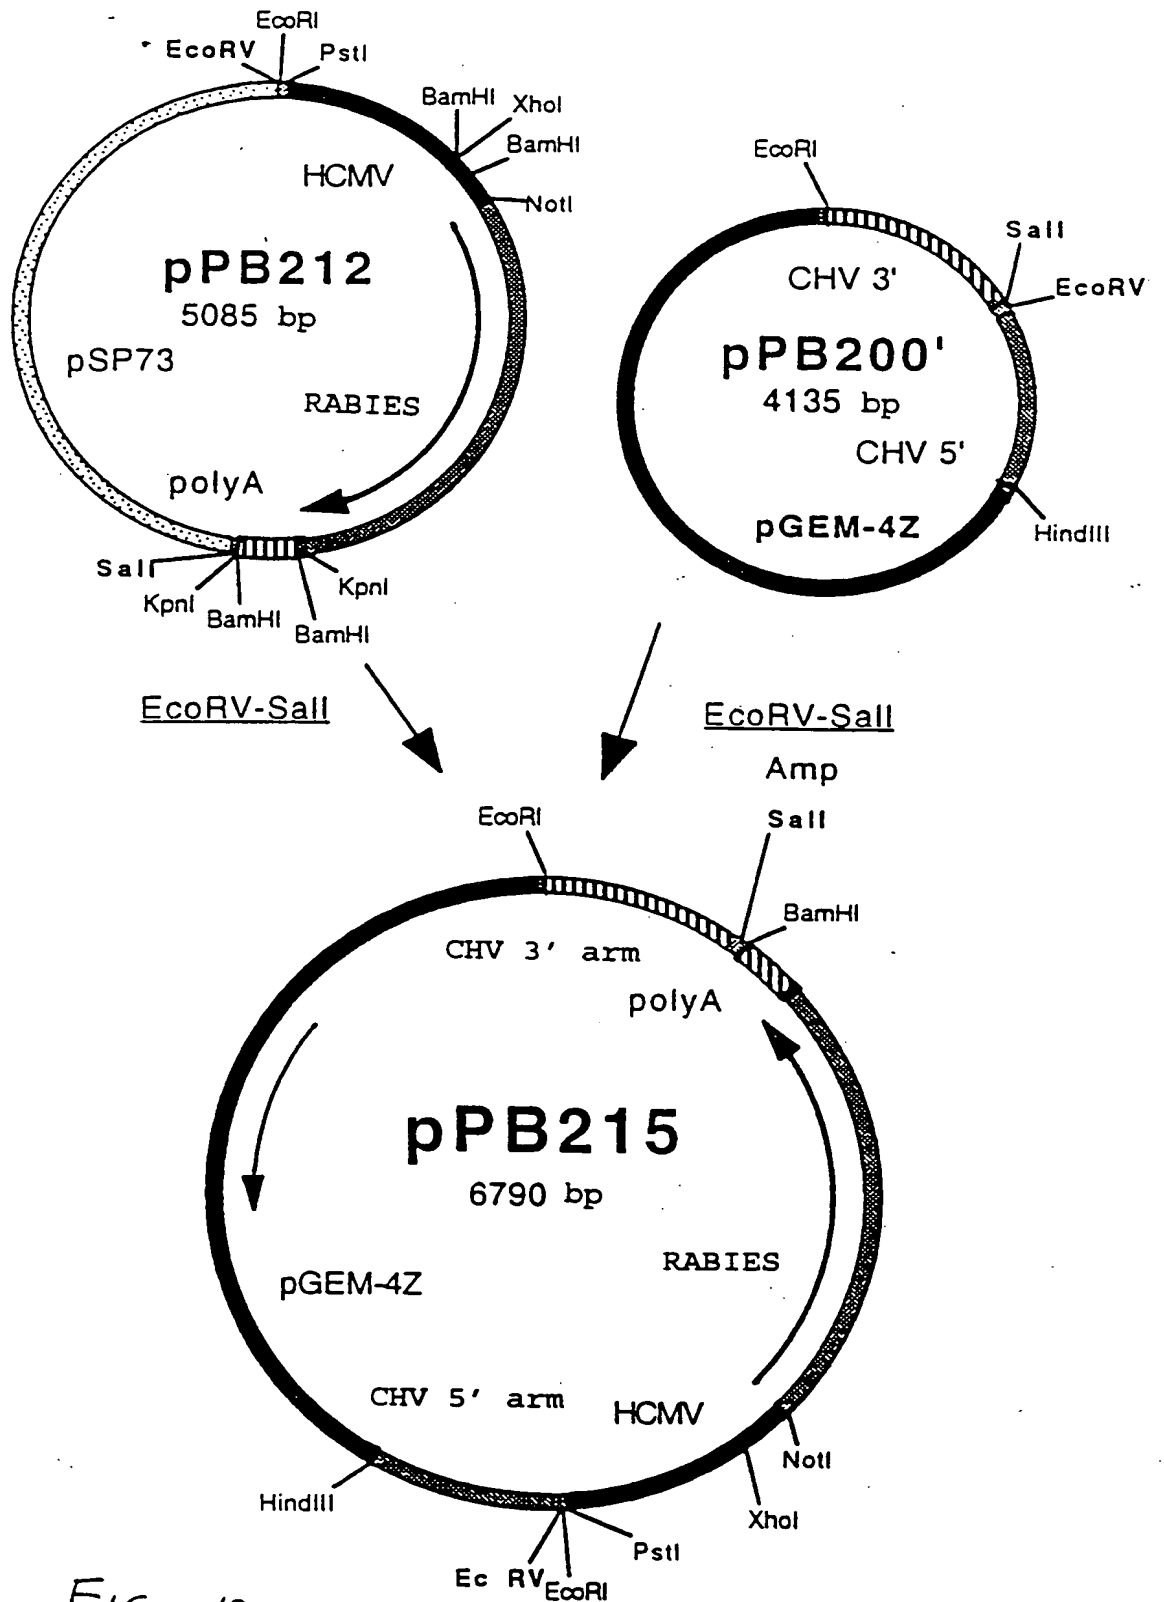 EcoRI
EcoRV
PstI
BamHI
XhoI
BamHI
NotI
HCMV
pPB212
5085 bp
pSP73
RABIES
polyA
SalI
KpnI
BamHI
BamHI
KpnI
EcoRI
SalI
EcoRV
CHV 3'
pPB200'
4135 bp
CHV 5'
pGEM-4Z
HindIII
EcoRV-SalI
EcoRV-SalI
Amp
EcoRI
SalI
BamHI
CHV 3' arm
polyA
pPB215
6790 bp
RABIES
pGEM-4Z
CHV 5' arm
HCMV
NotI
HindIII
XhoI
PstI
Ec RV
EcoRI